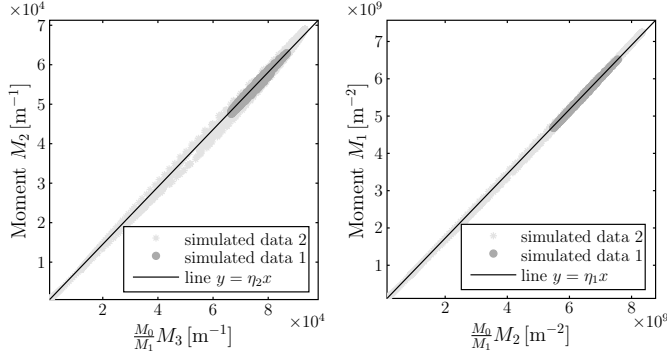 ×10⁴
7
6
5
4
3
2
1
Moment M₂ [m⁻¹]
simulated data 2
simulated data 1
line y = η₂x
2 4 6 8
×10⁴
M₀/M₁ M₃ [m⁻¹]
×10⁹
7
6
5
4
3
2
1
Moment M₁ [m⁻²]
simulated data 2
simulated data 1
line y = η₁x
2 4 6 8
×10⁹
M₀/M₁ M₂ [m⁻²]